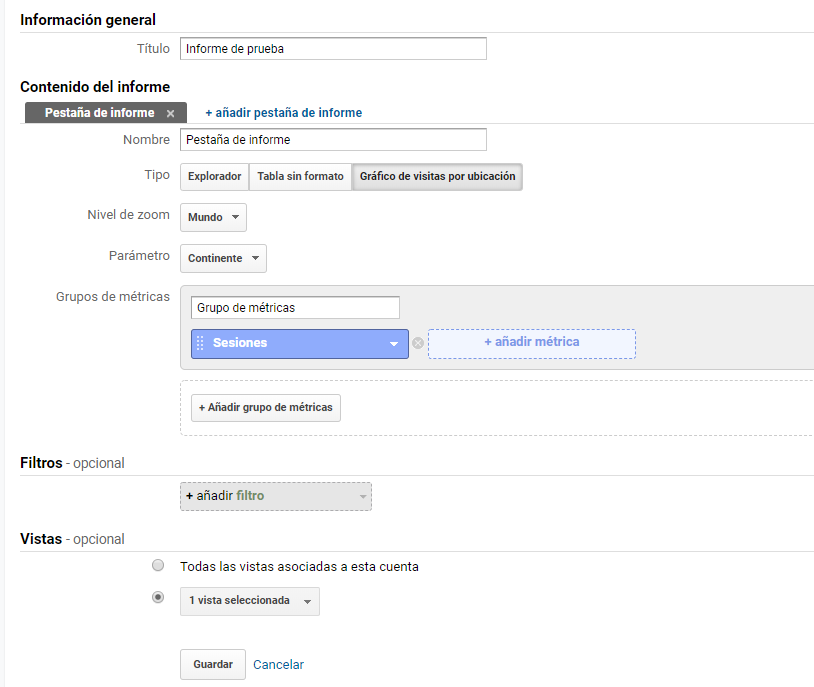 Información general
Título Informe de prueba
Contenido del informe
Pestaña de informe × + añadir pestaña de informe
Nombre Pestaña de informe
Tipo Explorador Tabla sin formato Gráfico de visitas por ubicación
Nivel de zoom Mundo
Parámetro Continente
Grupos de métricas Grupo de métricas
Sesiones + añadir métrica
+ Añadir grupo de métricas
Filtros - opcional
+ añadir filtro
Vistas - opcional
Todas las vistas asociadas a esta cuenta
1 vista seleccionada
Guardar Cancelar